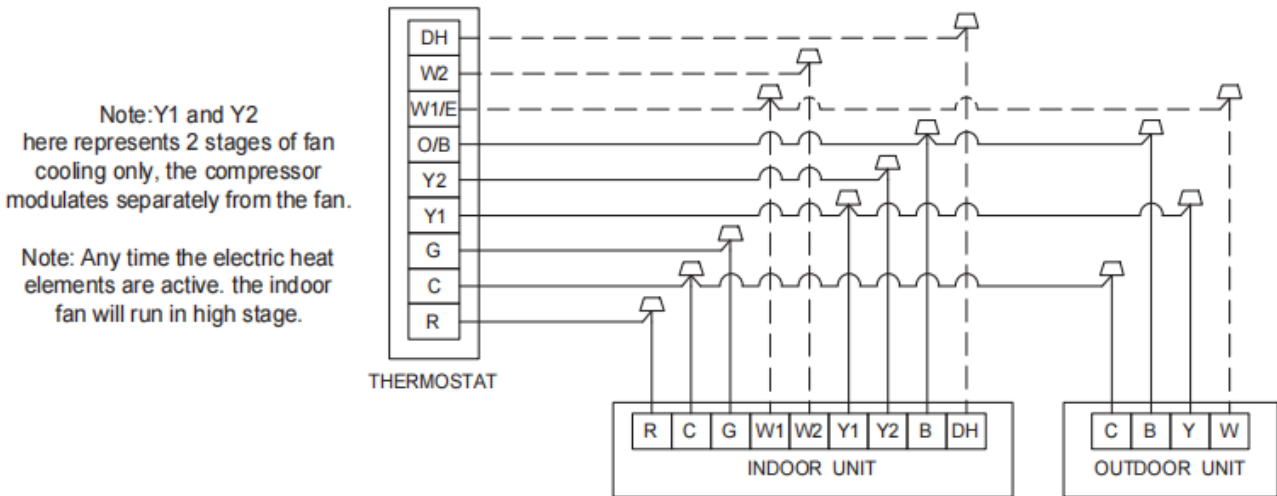 Note:Y1 and Y2
here represents 2 stages of fan
cooling only, the compressor
modulates separately from the fan.
Note: Any time the electric heat
elements are active. the indoor
fan will run in high stage.
DH
W2
W1/E
O/B
Y2
Y1
G
C
R
THERMOSTAT
R C G W1 W2 Y1 Y2 B DH
INDOOR UNIT
C B Y W
OUTDOOR UNIT